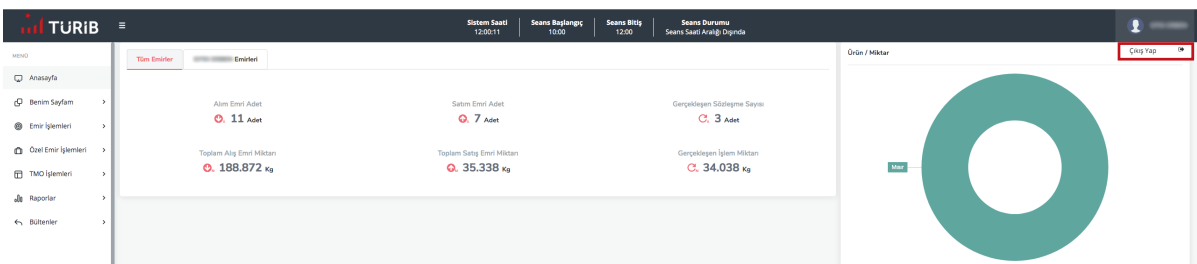 TÜRİB
Sistem Saati
12:00:11
Seans Başlangıç
10:00
Seans Bitiş
12:00
Seans Durumu
Seans Saati Aralığı Dışında
MENÜ
Anasayfa
Benim Sayfam
Emir İşlemleri
Özel Emir İşlemleri
TMO İşlemleri
Raporlar
Bültenler
Tüm Emirler
Emirleri
Alım Emri Adet
11 Adet
Satım Emri Adet
7 Adet
Gerçekleşen Sözleşme Sayısı
3 Adet
Toplam Alış Emri Miktarı
188.872 Kg
Toplam Satış Emri Miktarı
35.338 Kg
Gerçekleşen İşlem Miktarı
34.038 Kg
Ürün / Miktar
Çıkış Yap
Mısır